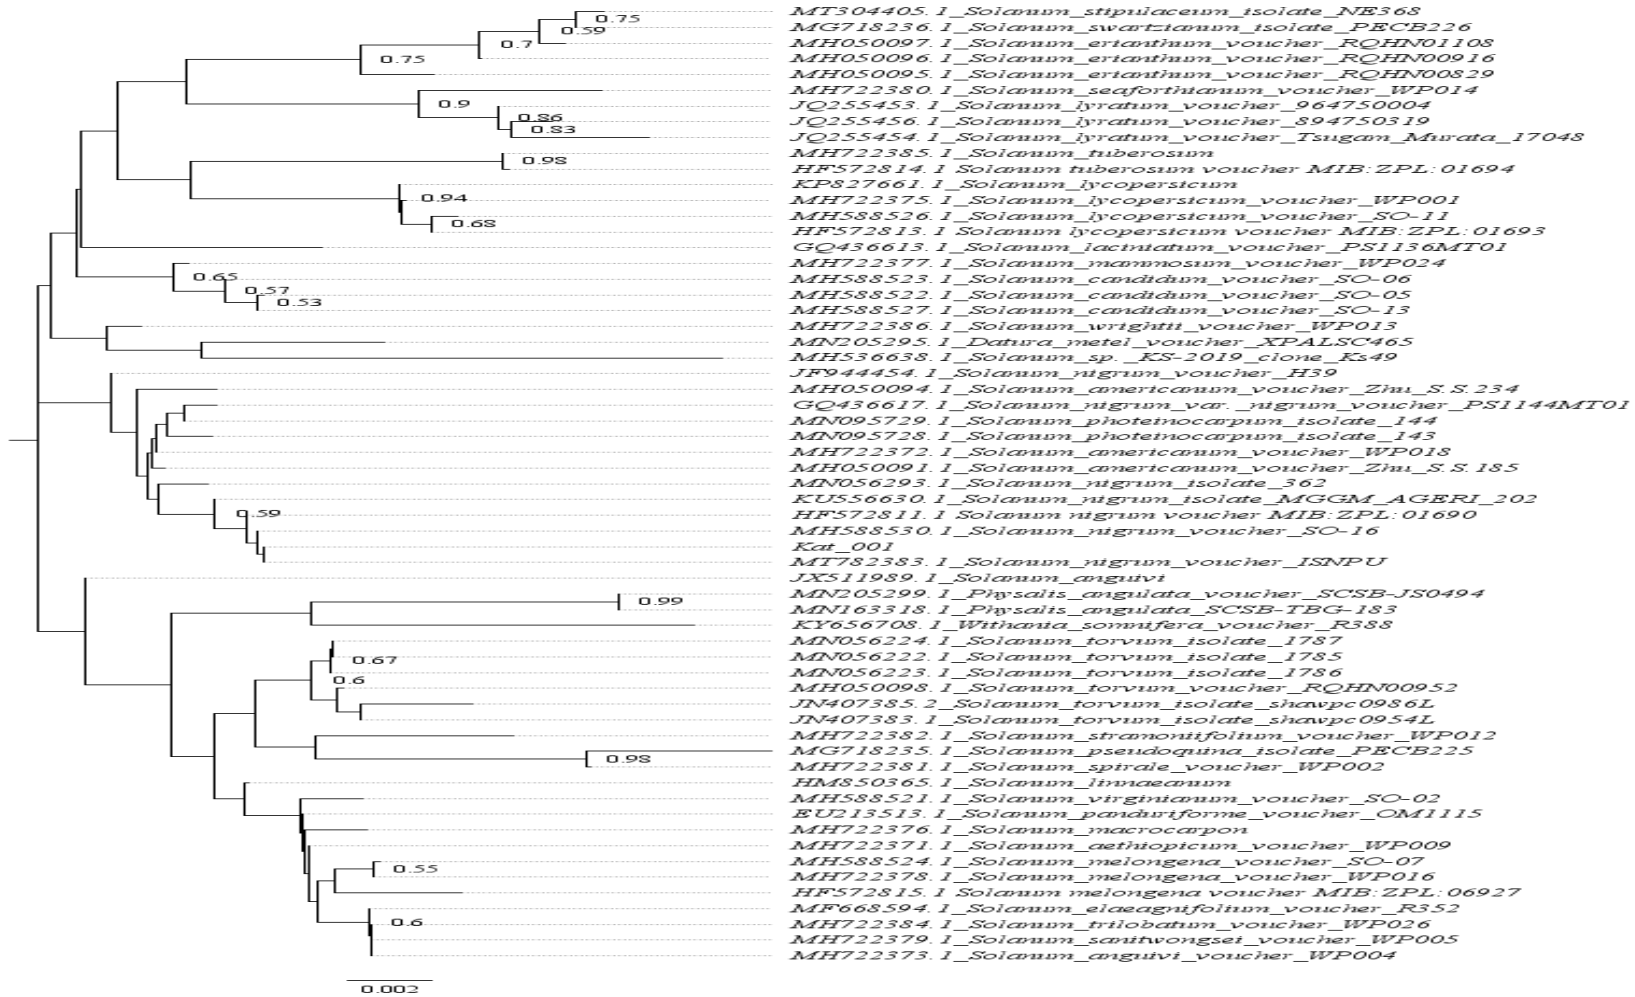 0.75
MT304405.1_Solanum_stipulaceum_isolate_NE368
0.59
MG718236.1_Solanum_swartzianum_isolate_PECB226
0.7
MH050097.1_Solanum_erianthum_voucher_RQHN01108
0.75
MH050096.1_Solanum_erianthum_voucher_RQHN00916
MH050095.1_Solanum_erianthum_voucher_RQHN00829
MH722380.1_Solanum_seaforthianum_voucher_WP014
0.9
JQ255453.1_Solanum_lyratum_voucher_964750004
0.86
JQ255456.1_Solanum_lyratum_voucher_894750319
0.83
JQ255454.1_Solanum_lyratum_voucher_Tsugam_Murata_17048
MH722385.1_Solanum_tuberosum
0.98
HF572814.1 Solanum tuberosum voucher MIB:ZPL:01694
KP827661.1_Solanum_lycopersicum
0.94
MH722375.1_Solanum_lycopersicum_voucher_WP001
MH588526.1_Solanum_lycopersicum_voucher_SO-11
0.68
HF572813.1 Solanum lycopersicum voucher MIB:ZPL:01693
GQ436613.1_Solanum_laciniatum_voucher_PS1136MT01
MH722377.1_Solanum_mammosum_voucher_WP024
0.65
MH588523.1_Solanum_candidum_voucher_SO-06
0.57
MH588522.1_Solanum_candidum_voucher_SO-05
0.53
MH588527.1_Solanum_candidum_voucher_SO-13
MH722386.1_Solanum_wrightii_voucher_WP013
MN205295.1_Datura_metel_voucher_XPALSC465
MH536638.1_Solanum_sp._KS-2019_clone_Ks49
JF944454.1_Solanum_nigrum_voucher_H39
MH050094.1_Solanum_americanum_voucher_Zhu_S.S.234
GQ436617.1_Solanum_nigrum_var._nigrum_voucher_PS1144MT01
MN095729.1_Solanum_photeinocarpum_isolate_144
MN095728.1_Solanum_photeinocarpum_isolate_143
MH722372.1_Solanum_americanum_voucher_WP018
MH050091.1_Solanum_americanum_voucher_Zhu_S.S.185
MN056293.1_Solanum_nigrum_isolate_362
KU556630.1_Solanum_nigrum_isolate_MGGM_AGERI_202
0.59
HF572811.1 Solanum nigrum voucher MIB:ZPL:01690
MH588530.1_Solanum_nigrum_voucher_SO-16
Kat_001
MT782383.1_Solanum_nigrum_voucher_ISNPU
JX511989.1_Solanum_anguivi
MN205299.1_Physalis_angulata_voucher_SCSB-JS0494
0.99
MN163318.1_Physalis_angulata_SCSB-TBG-183
KY656708.1_Withania_somnifera_voucher_R388
MN056224.1_Solanum_torvum_isolate_1787
0.67
MN056222.1_Solanum_torvum_isolate_1785
MN056223.1_Solanum_torvum_isolate_1786
0.6
MH050098.1_Solanum_torvum_voucher_RQHN00952
JN407385.2_Solanum_torvum_isolate_shawpc0986L
JN407383.1_Solanum_torvum_isolate_shawpc0954L
MH722382.1_Solanum_stramoniifolium_voucher_WP012
MG718235.1_Solanum_pseudoquina_isolate_PECB225
0.98
MH722381.1_Solanum_spirale_voucher_WP002
HM850365.1_Solanum_linnaeanum
MH588521.1_Solanum_virginianum_voucher_SO-02
EU213513.1_Solanum_panduriforme_voucher_OM1115
MH722376.1_Solanum_macrocarpon
MH722371.1_Solanum_aethiopicum_voucher_WP009
MH588524.1_Solanum_melongena_voucher_SO-07
0.55
MH722378.1_Solanum_melongena_voucher_WP016
HF572815.1 Solanum melongena voucher MIB:ZPL:06927
MF668594.1_Solanum_elaeagnifolium_voucher_R352
0.6
MH722384.1_Solanum_trilobatum_voucher_WP026
MH722379.1_Solanum_sanitwongsei_voucher_WP005
MH722373.1_Solanum_anguivi_voucher_WP004
0.002